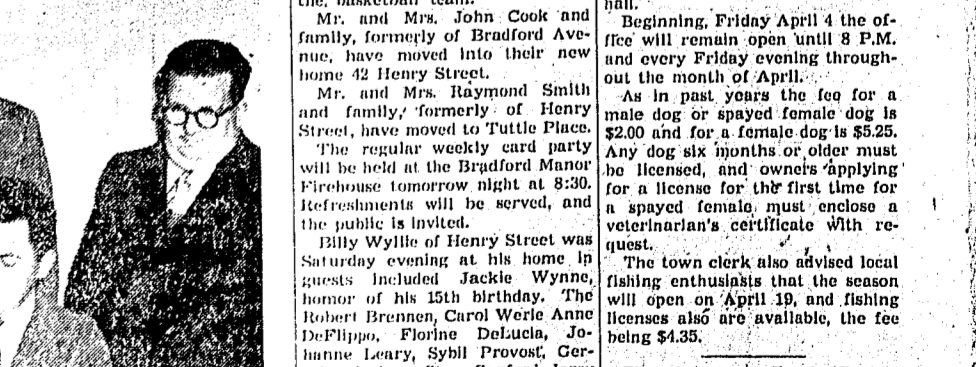 the, basketball team.
Mr. and Mrs. John Cook and
family, formerly of Bradford Ave-
nue, have moved into their new
home 42 Henry Street.
Mr. and Mrs. Raymond Smith
and family, formerly of Henry
Street, have moved to Tuttle Place.
The regular weekly card party
will be held at the Bradford Manor
Firehouse tomorrow night at 8:30.
Refreshments will be served, and
the public is invited.
Billy Wyllie of Henry Street was
Saturday evening at his home in
guests included Jackie Wynne,
homor of his 15th birthday. The
Robert Brennen, Carol Werle Anne
DeFlippo, Florine DeLucia, Jo-
hanne Leary, Sybil Provost, Ger-
hall.
Beginning, Friday April 4 the of-
fice will remain open until 8 P.M.
and every Friday evening through-
out the month of April.
As in past years the fee for a
male dog or spayed female dog is
$2.00 and for a female dog is $5.25.
Any dog six months or older must
be licensed, and owners applying
for a license for the first time for
a spayed female must enclose a
veterinarian's certificate with re-
quest.
The town clerk also advised local
fishing enthusiasts that the season
will open on April 19, and fishing
licenses also are available, the fee
being $4.35.